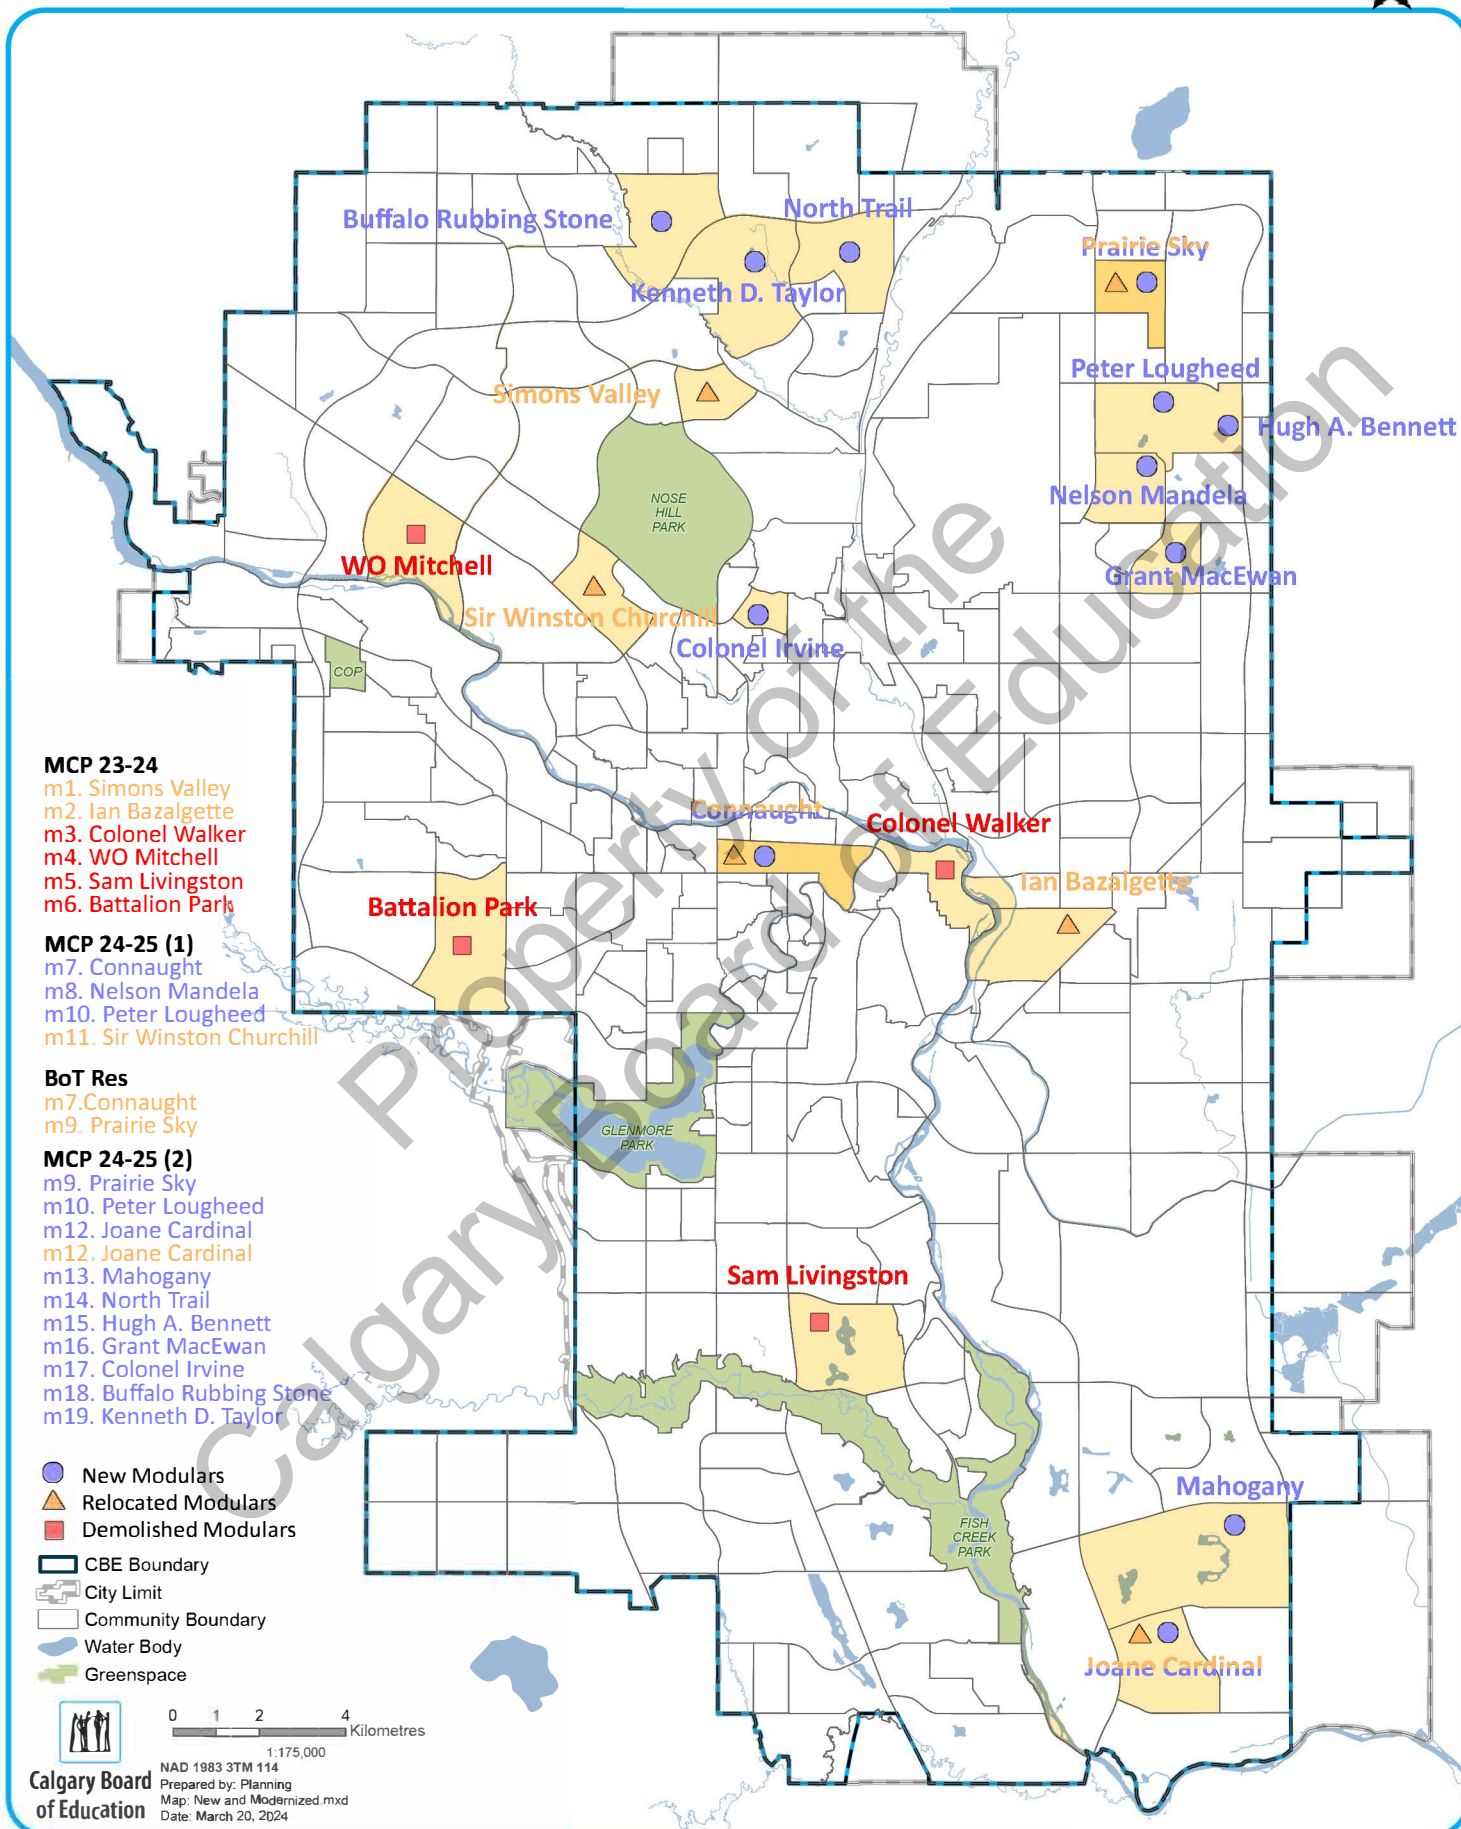 Buffalo Rubbing Stone
North Trail
Prairie Sky
Kenneth D. Taylor
Peter Lougheed
Simons Valley
Hugh A. Bennett
NOSE
HILL
PARK
Nelson Mandela
WO Mitchell
Grant MacEwan
Sir Winston Churchill
Colonel Irvine
COP
Property of the
Calgary Board of Education
MCP 23-24
m1. Simons Valley
m2. Ian Bazalgette
m3. Colonel Walker
m4. WO Mitchell
m5. Sam Livingston
m6. Battalion Park
MCP 24-25 (1)
m7. Connaught
m8. Nelson Mandela
m10. Peter Lougheed
m11. Sir Winston Churchill
BoT Res
m7.Connaught
m9. Prairie Sky
MCP 24-25 (2)
m9. Prairie Sky
m10. Peter Lougheed
m12. Joane Cardinal
m12. Joane Cardinal
m13. Mahogany
m14. North Trail
m15. Hugh A. Bennett
m16. Grant MacEwan
m17. Colonel Irvine
m18. Buffalo Rubbing Stone
m19. Kenneth D. Taylor
Connaught
Colonel Walker
Ian Bazalgette
Battalion Park
GLENMORE
PARK
Sam Livingston
Mahogany
FISH
CREEK
PARK
Joane Cardinal
New Modulars
Relocated Modulars
Demolished Modulars
CBE Boundary
City Limit
Community Boundary
Water Body
Greenspace
0 1 2 4
Kilometres
1:175,000
Calgary Board
of Education
NAD 1983 3TM 114
Prepared by: Planning
Map: New and Modernized.mxd
Date: March 20, 2024